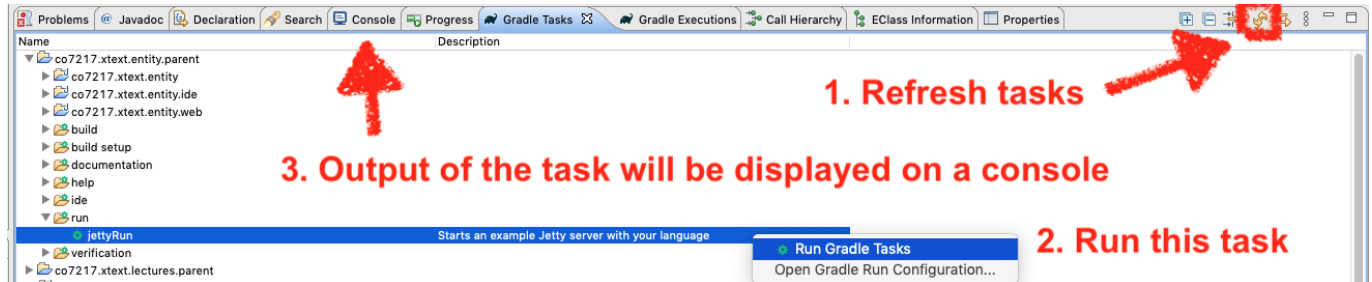 Problems @ Javadoc Declaration Search Console Progress Gradle Tasks Gradle Executions Call Hierarchy EClass Information Properties
Name Description
co7217.xtext.entity.parent
co7217.xtext.entity
co7217.xtext.entity.ide
1. Refresh tasks
co7217.xtext.entity.web
build
build setup
documentation
3. Output of the task will be displayed on a console
help
ide
run
jettyRun Starts an example Jetty server with your language
2. Run this task
Run Gradle Tasks
verification
co7217.xtext.lectures.parent
Open Gradle Run Configuration...